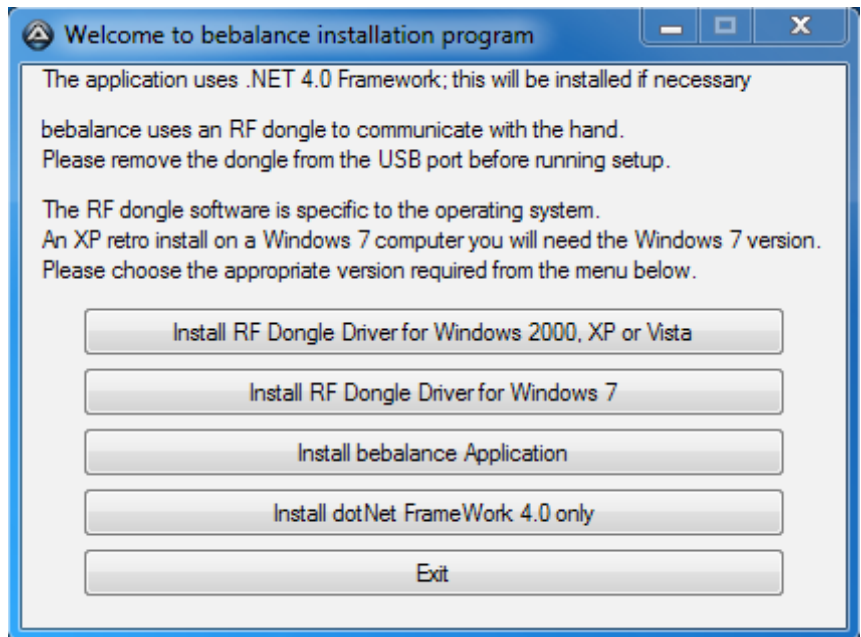 Welcome to bebalance installation program
The application uses .NET 4.0 Framework; this will be installed if necessary
bebalance uses an RF dongle to communicate with the hand.
Please remove the dongle from the USB port before running setup.
The RF dongle software is specific to the operating system.
An XP retro install on a Windows 7 computer you will need the Windows 7 version.
Please choose the appropriate version required from the menu below.
Install RF Dongle Driver for Windows 2000, XP or Vista
Install RF Dongle Driver for Windows 7
Install bebalance Application
Install dotNet FrameWork 4.0 only
Exit